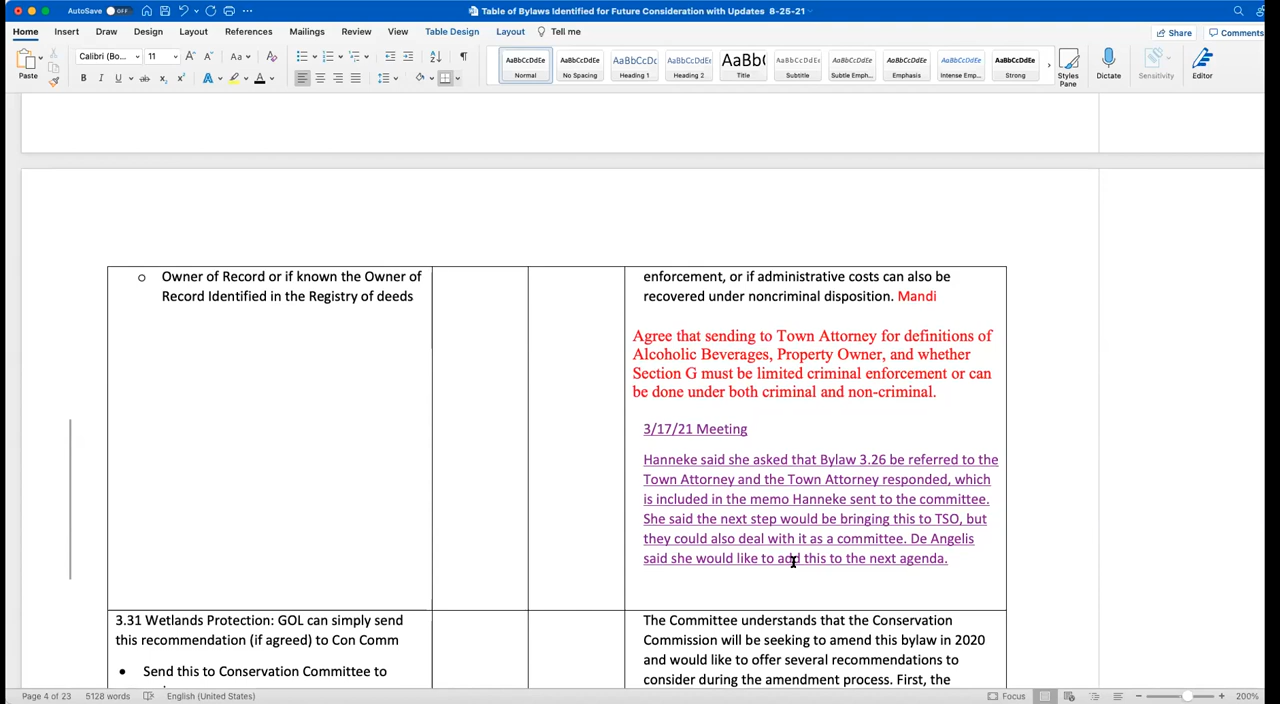 AutoSave OFF
Table of Bylaws Identified for Future Consideration with Updates 8-25-21
Home Insert Draw Design Layout References Mailings Review View Table Design Layout Tell me
Share Comments
Paste
Calibri (Bo... 11
AaBbCcDdEe AaBbCcDdEe AaBbCcDc AaBbCcDdE AaBb( AaBbCcDdEe AaBbCcDdEe AaBbCcDdEe AaBbCcDdEe AaBbCcDdEe
Normal No Spacing Heading 1 Heading 2 Title Subtitle Subtle Emph... Emphasis Intense Emp... Strong
Styles Pane Dictate Sensitivity Editor
Owner of Record or if known the Owner of
Record Identified in the Registry of deeds
enforcement, or if administrative costs can also be
recovered under noncriminal disposition. Mandi
Agree that sending to Town Attorney for definitions of
Alcoholic Beverages, Property Owner, and whether
Section G must be limited criminal enforcement or can
be done under both criminal and non-criminal.
3/17/21 Meeting
Hanneke said she asked that Bylaw 3.26 be referred to the
Town Attorney and the Town Attorney responded, which
is included in the memo Hanneke sent to the committee.
She said the next step would be bringing this to TSO, but
they could also deal with it as a committee. De Angelis
said she would like to add this to the next agenda.
3.31 Wetlands Protection: GOL can simply send
this recommendation (if agreed) to Con Comm
• Send this to Conservation Committee to
The Committee understands that the Conservation
Commission will be seeking to amend this bylaw in 2020
and would like to offer several recommendations to
consider during the amendment process. First, the
Page 4 of 23 5128 words English (United States) Focus 200%